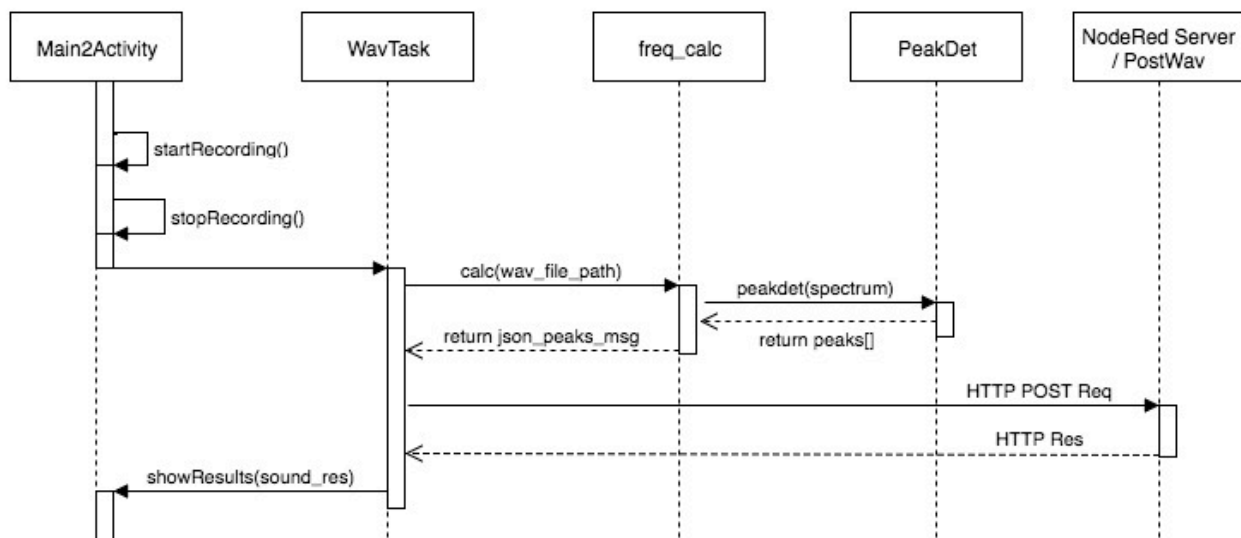 Main2Activity
WavTask
freq_calc
PeakDet
NodeRed Server
/ PostWav
startRecording()
stopRecording()
calc(wav_file_path)
peakdet(spectrum)
return peaks[]
return json_peaks_msg
HTTP POST Req
HTTP Res
showResults(sound_res)